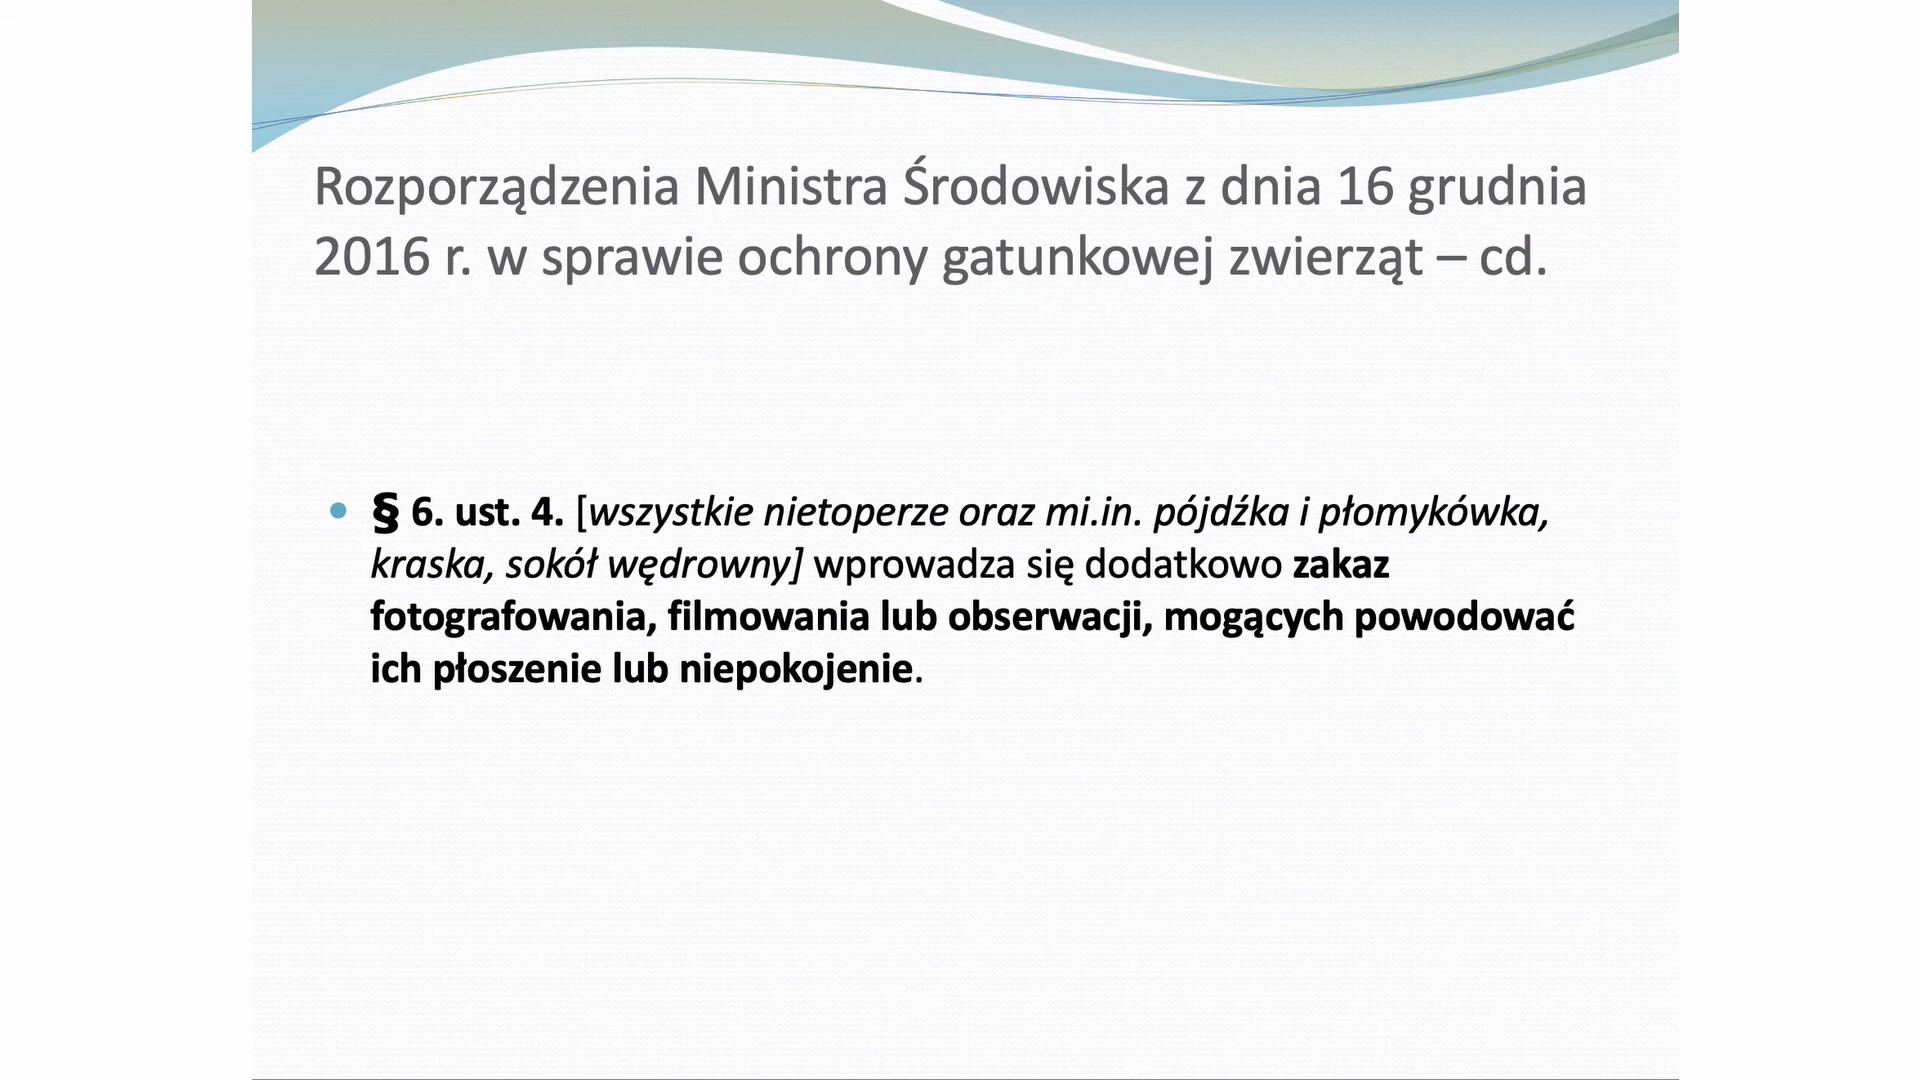 Rozporządzenia Ministra Środowiska z dnia 16 grudnia
2016 r. w sprawie ochrony gatunkowej zwierząt – cd.
• § 6. ust. 4. [wszystkie nietoperze oraz mi.in. pójdźka i płomykówka,
kraska, sokół wędrowny] wprowadza się dodatkowo zakaz
fotografowania, filmowania lub obserwacji, mogących powodować
ich płoszenie lub niepokojenie.